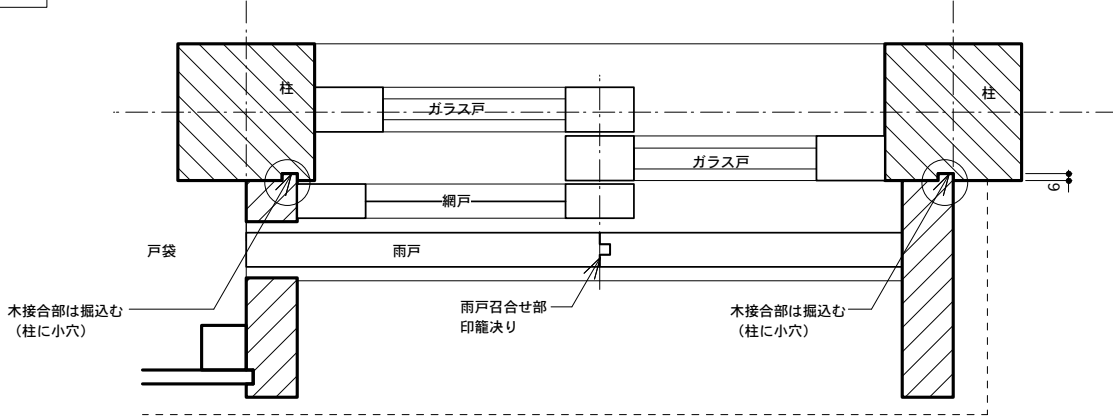 柱
柱
ガラス戸
ガラス戸
6
網戸
戸袋
雨戸
木接合部は掘込む
（柱に小穴）
雨戸召合せ部
印籠决り
木接合部は掘込む
（柱に小穴）